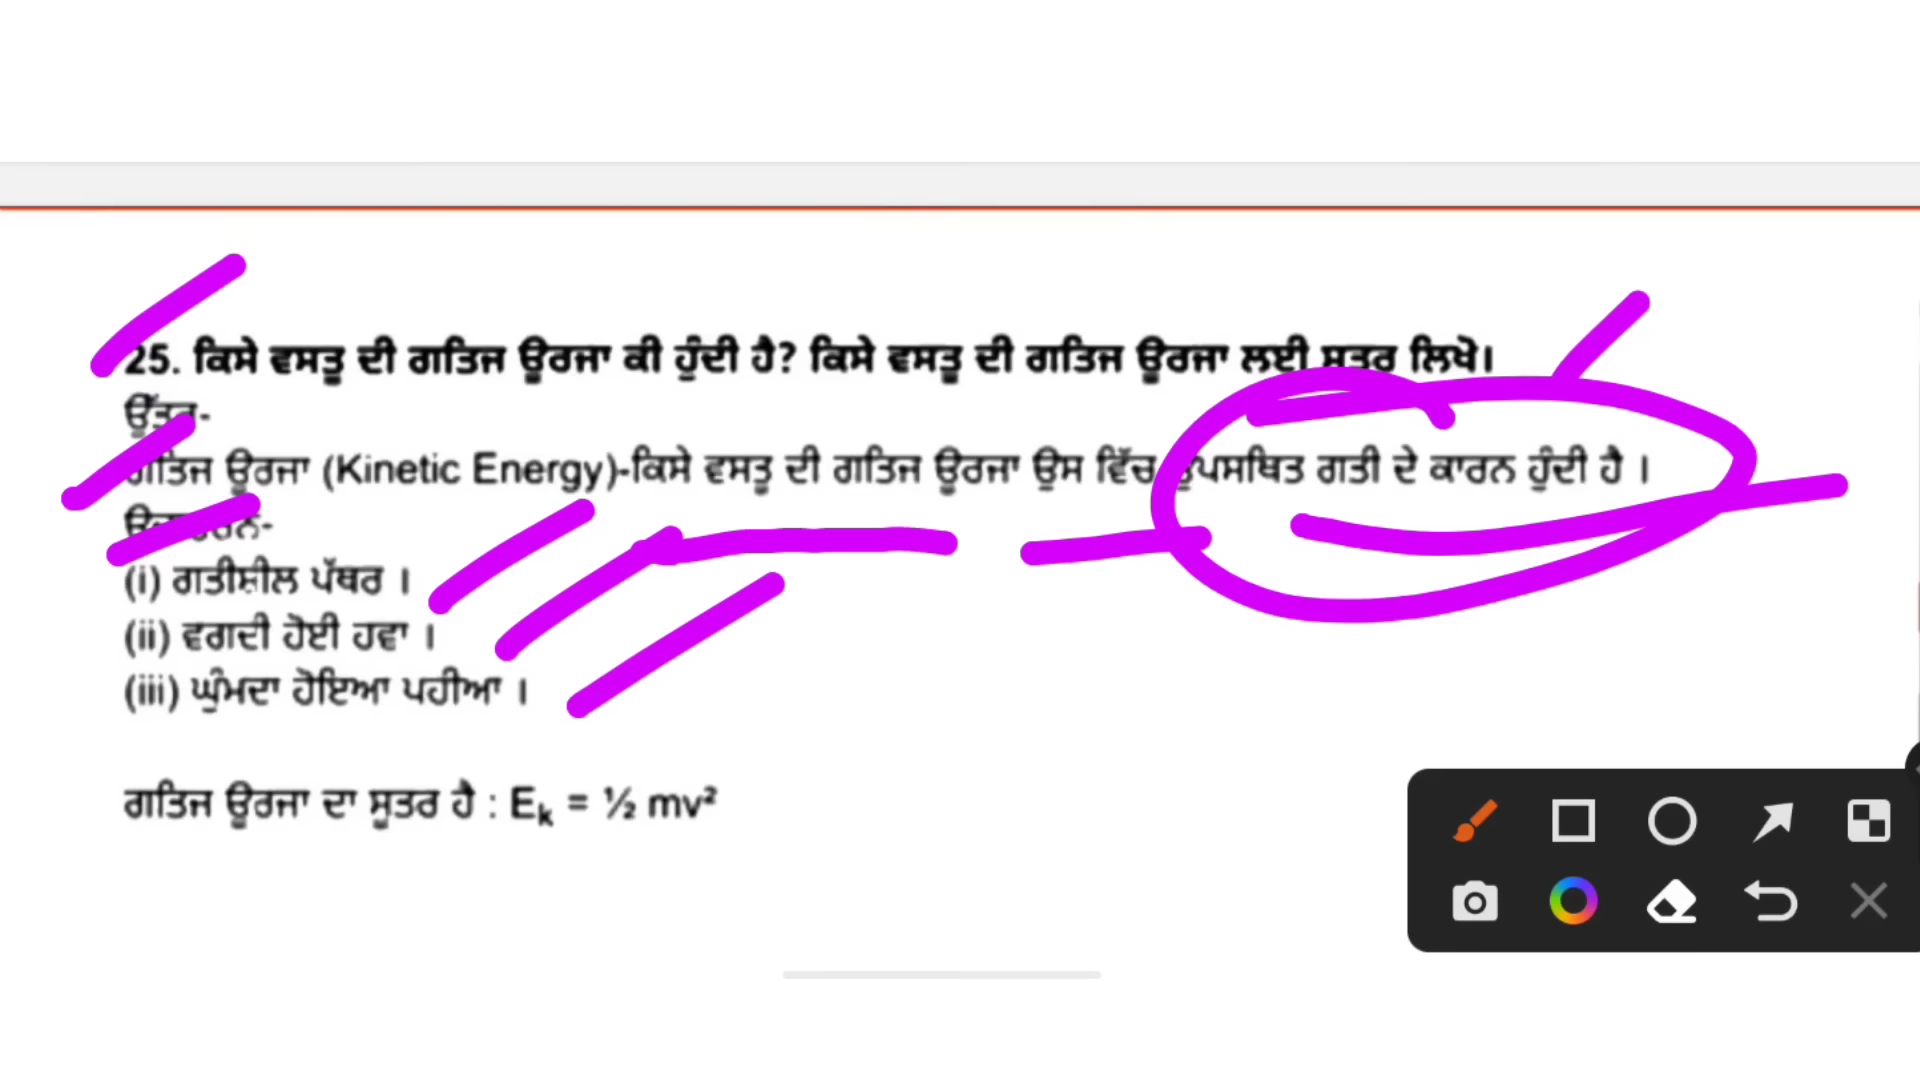 25. ਕਿਸੇ ਵਸਤੂ ਦੀ ਗਤਿਜ ਊਰਜਾ ਕੀ ਹੁੰਦੀ ਹੈ? ਕਿਸੇ ਵਸਤੂ ਦੀ ਗਤਿਜ ਊਰਜਾ ਲਈ ਸੂਤਰ ਲਿਖੋ।
ਉੱਤਰ-
ਗਤਿਜ ਊਰਜਾ (Kinetic Energy)-ਕਿਸੇ ਵਸਤੂ ਦੀ ਗਤਿਜ ਊਰਜਾ ਉਸ ਵਿੱਚ ਉਪਸਥਿਤ ਗਤੀ ਦੇ ਕਾਰਨ ਹੁੰਦੀ ਹੈ ।
ਉਦਾਹਰਨ-
(i) ਗਤੀਸ਼ੀਲ ਪੱਥਰ ।
(ii) ਵਗਦੀ ਹੋਈ ਹਵਾ ।
(iii) ਘੁੰਮਦਾ ਹੋਇਆ ਪਹੀਆ ।
ਗਤਿਜ ਊਰਜਾ ਦਾ ਸੂਤਰ ਹੈ : Eₖ = ½ mv²